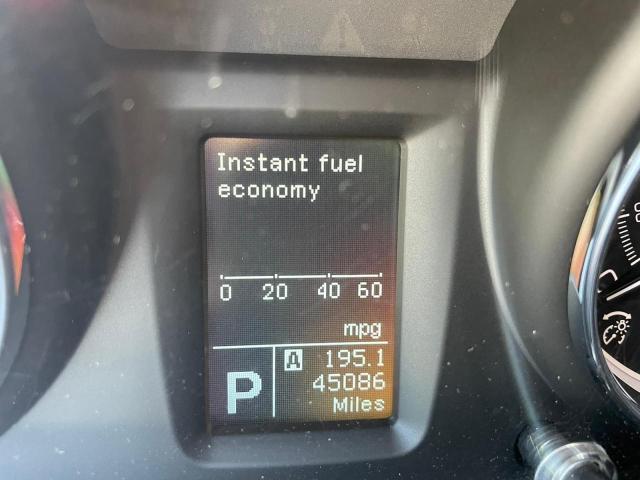 Instant fuel
economy
0 20 40 60
mpg
P A 195.1
45086
Miles